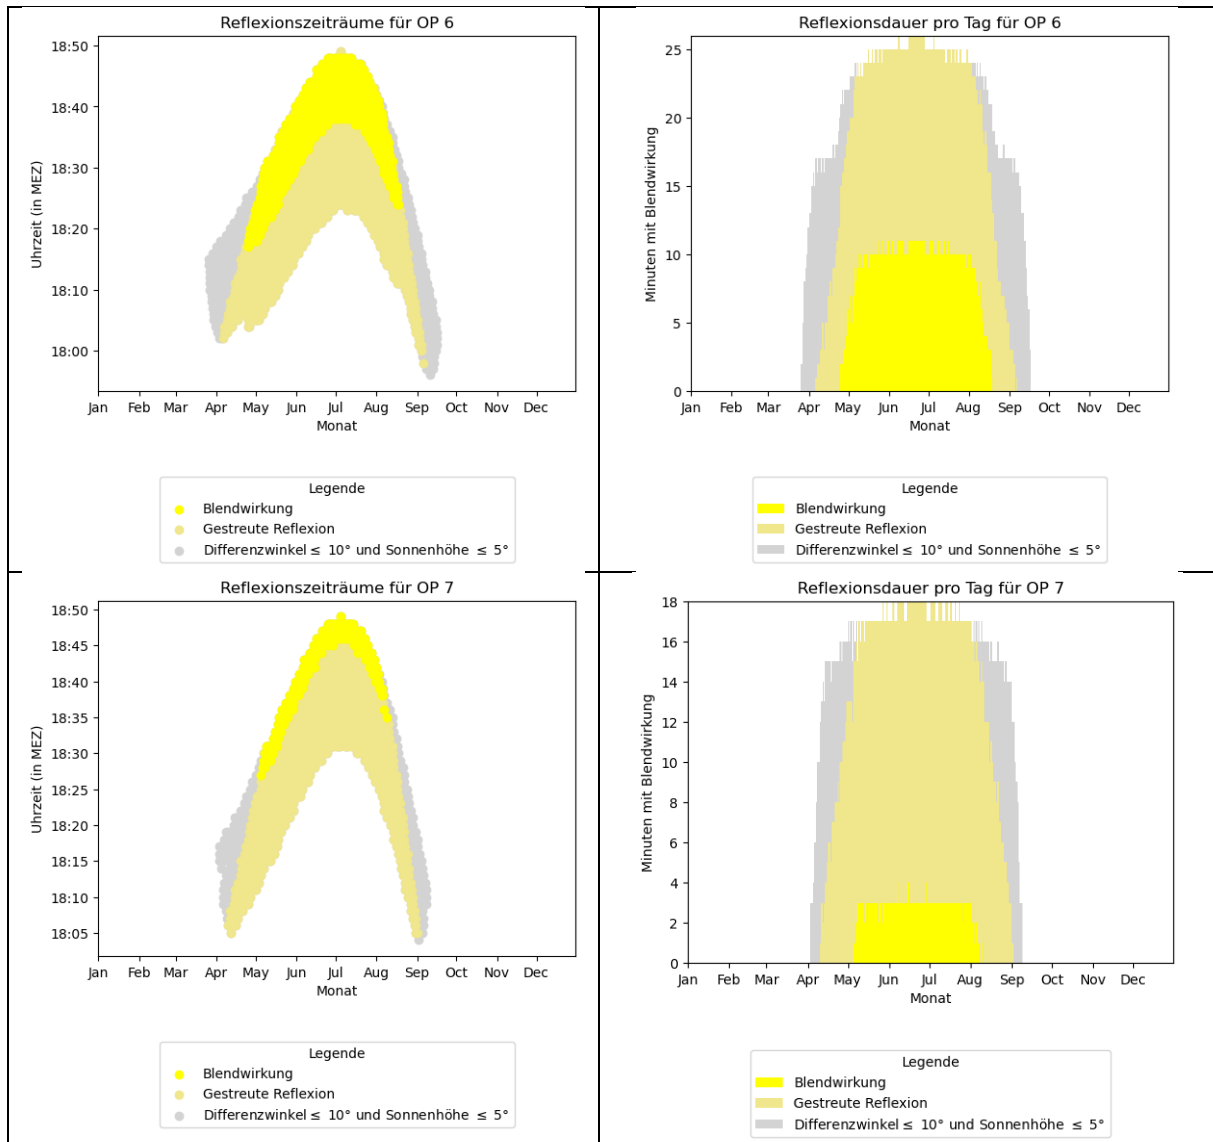 Reflexionszeiträume für OP 6
18:50
18:40
18:30
18:20
18:10
18:00
Uhrzeit (in MEZ)
Jan Feb Mar Apr May Jun Jul Aug Sep Oct Nov Dec
Monat
Legende
Blendwirkung
Gestreute Reflexion
Differenzwinkel ≤ 10° und Sonnenhöhe ≤ 5°
Reflexionsdauer pro Tag für OP 6
25
20
15
10
5
0
Minuten mit Blendwirkung
Jan Feb Mar Apr May Jun Jul Aug Sep Oct Nov Dec
Monat
Legende
Blendwirkung
Gestreute Reflexion
Differenzwinkel ≤ 10° und Sonnenhöhe ≤ 5°
Reflexionszeiträume für OP 7
18:50
18:45
18:40
18:35
18:30
18:25
18:20
18:15
18:10
18:05
Uhrzeit (in MEZ)
Jan Feb Mar Apr May Jun Jul Aug Sep Oct Nov Dec
Monat
Legende
Blendwirkung
Gestreute Reflexion
Differenzwinkel ≤ 10° und Sonnenhöhe ≤ 5°
Reflexionsdauer pro Tag für OP 7
18
16
14
12
10
8
6
4
2
0
Minuten mit Blendwirkung
Jan Feb Mar Apr May Jun Jul Aug Sep Oct Nov Dec
Monat
Legende
Blendwirkung
Gestreute Reflexion
Differenzwinkel ≤ 10° und Sonnenhöhe ≤ 5°